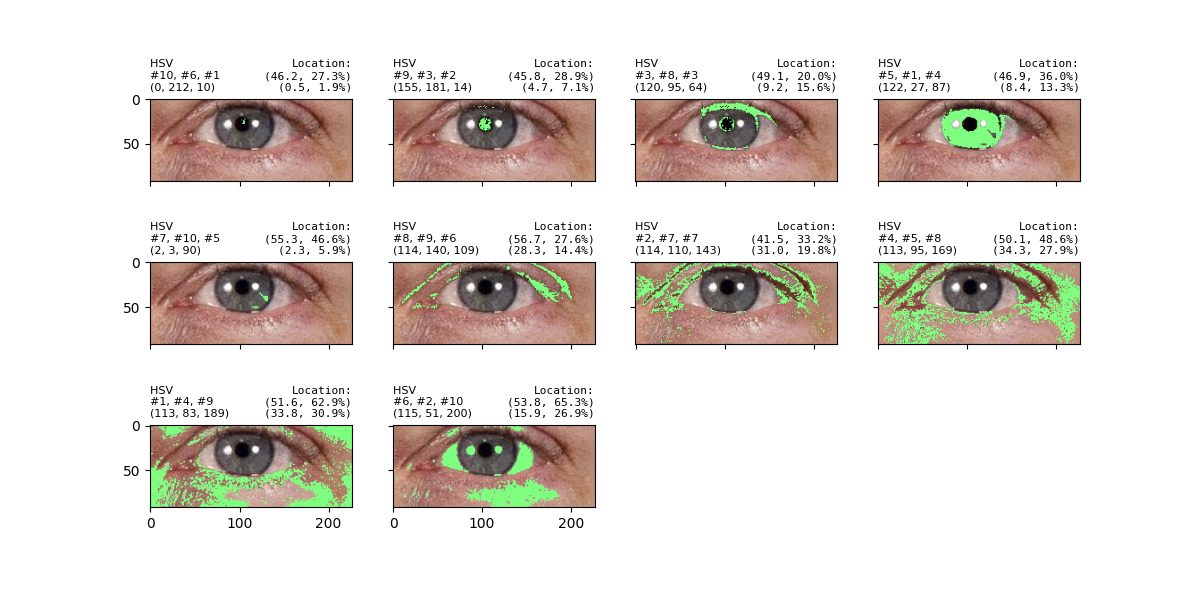 HSV Location:
#10, #6, #1 (46.2, 27.3%)
(0, 212, 10) (0.5, 1.9%)
HSV Location:
#9, #3, #2 (45.8, 28.9%)
(155, 181, 14) (4.7, 7.1%)
HSV Location:
#3, #8, #3 (49.1, 20.0%)
(120, 95, 64) (9.2, 15.6%)
HSV Location:
#5, #1, #4 (46.9, 36.0%)
(122, 27, 87) (8.4, 13.3%)
0
50
HSV Location:
#7, #10, #5 (55.3, 46.6%)
(2, 3, 90) (2.3, 5.9%)
HSV Location:
#8, #9, #6 (56.7, 27.6%)
(114, 140, 109) (28.3, 14.4%)
HSV Location:
#2, #7, #7 (41.5, 33.2%)
(114, 110, 143) (31.0, 19.8%)
HSV Location:
#4, #5, #8 (50.1, 48.6%)
(113, 95, 169) (34.3, 27.9%)
0
50
HSV Location:
#1, #4, #9 (51.6, 62.9%)
(113, 83, 189) (33.8, 30.9%)
HSV Location:
#6, #2, #10 (53.8, 65.3%)
(115, 51, 200) (15.9, 26.9%)
0
50
0 100 200
0 100 200